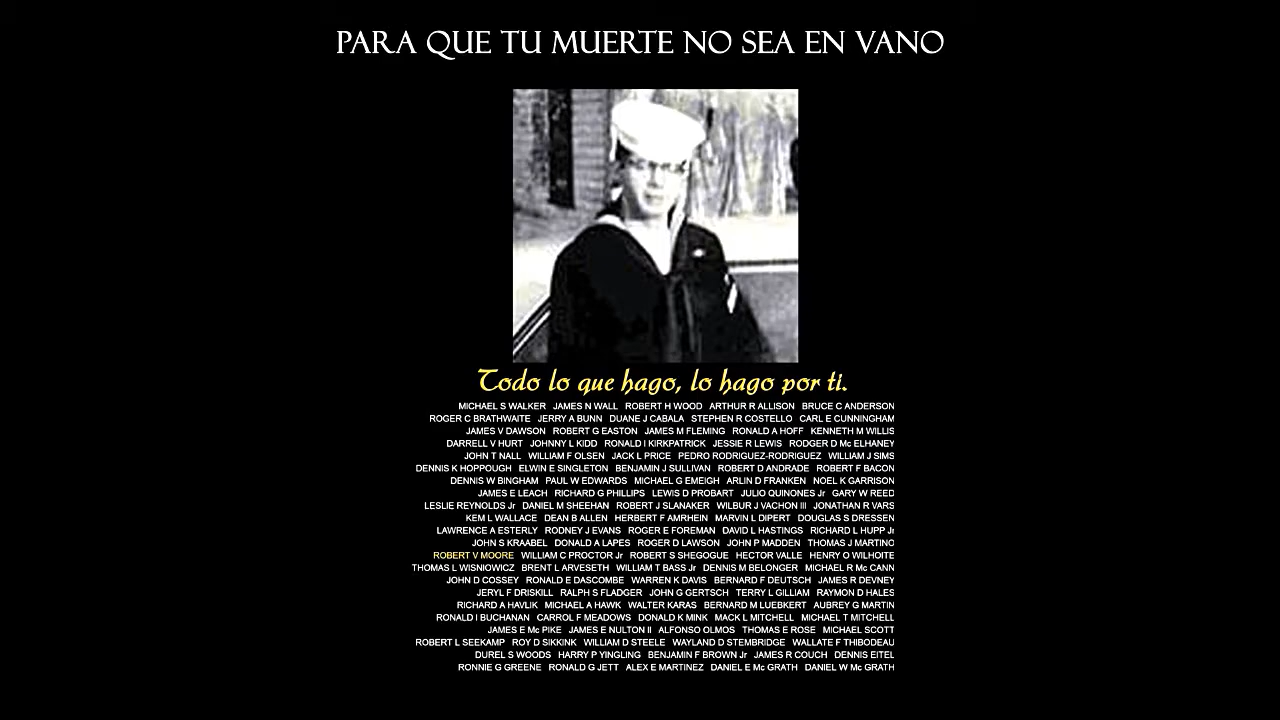 PARA QUE TU MUERTE NO SEA EN VANO
Todo lo que hago, lo hago por ti.
MICHAEL S WALKER JAMES N WALL ROBERT H WOOD ARTHUR R ALLISON BRUCE C ANDERSON
ROGER C BRATHWAITE JERRY A BUNN DUANE J CABALA STEPHEN R COSTELLO CARL E CUNNINGHAM
JAMES V DAWSON ROBERT G EASTON JAMES M FLEMING RONALD A HOFF KENNETH M WILLIS
DARRELL V HURT JOHNNY L KIDD RONALD I KIRKPATRICK JESSIE R LEWIS RODGER D Mc ELHANEY
JOHN T NALL WILLIAM F OLSEN JACK L PRICE PEDRO RODRIGUEZ-RODRIGUEZ WILLIAM J SIMS
DENNIS K HOPPOUGH ELWIN E SINGLETON BENJAMIN J SULLIVAN ROBERT D ANDRADE ROBERT F BACON
DENNIS W BINGHAM PAUL W EDWARDS MICHAEL G EMEIGH ARLIN D FRANKEN NOEL K GARRISON
JAMES E LEACH RICHARD G PHILLIPS LEWIS D PROBART JULIO QUINONES Jr GARY W REED
LESLIE REYNOLDS Jr DANIEL M SHEEHAN ROBERT J SLANAKER WILBUR J VACHON III JONATHAN R VARS
KEM L WALLACE DEAN B ALLEN HERBERT F AMRHEIN MARVIN L DIPERT DOUGLAS S DRESSEN
LAWRENCE A ESTERLY RODNEY J EVANS ROGER E FOREMAN DAVID L HASTINGS RICHARD L HUPP Jr
JOHN S KRAABEL DONALD A LAPES ROGER D LAWSON JOHN P MADDEN THOMAS J MARTINO
ROBERT V MOORE WILLIAM C PROCTOR Jr ROBERT S SHEGOGUE HECTOR VALLE HENRY O WILHOITE
THOMAS L WISNIOWICZ BRENT L ARVESETH WILLIAM T BASS Jr DENNIS M BELONGER MICHAEL R Mc CANN
JOHN D COSSEY RONALD E DASCOMBE WARREN K DAVIS BERNARD F DEUTSCH JAMES R DEVNEY
JERYL F DRISKILL RALPH S FLADGER JOHN G GERTSCH TERRY L GILLIAM RAYMON D HALES
RICHARD A HAVLIK MICHAEL A HAWK WALTER KARAS BERNARD M LUEBKERT AUBREY G MARTIN
RONALD I BUCHANAN CARROL F MEADOWS DONALD K MINK MACK L MITCHELL MICHAEL T MITCHELL
JAMES E Mc PIKE JAMES E NULTON II ALFONSO OLMOS THOMAS E ROSE MICHAEL SCOTT
ROBERT L SEEKAMP ROY D SIKKINK WILLIAM D STEELE WAYLAND D STEMBRIDGE WALLATE F THIBODEAU
DUREL S WOODS HARRY P YINGLING BENJAMIN F BROWN Jr JAMES R COUCH DENNIS EITEL
RONNIE G GREENE RONALD G JETT ALEX E MARTINEZ DANIEL E Mc GRATH DANIEL W Mc GRATH